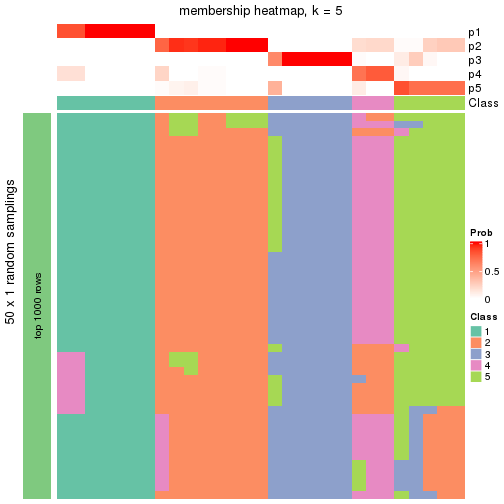 membership heatmap, k = 5
p1
p2
p3
p4
p5
Class
50 x 1 random samplings
top 1000 rows
Prob
1
0.5
0
Class
1
2
3
4
5